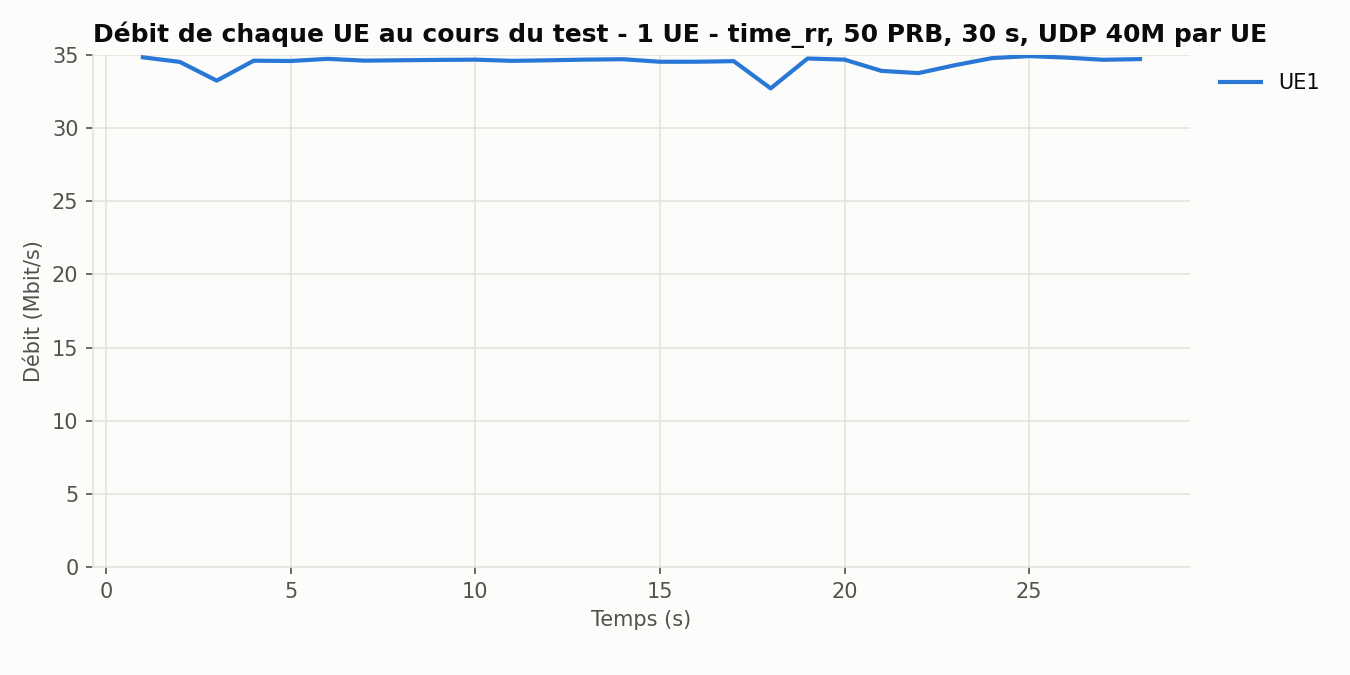 Débit de chaque UE au cours du test - 1 UE - time_rr, 50 PRB, 30 s, UDP 40M par UE
UE1
Débit (Mbit/s)
35
30
25
20
15
10
5
0
0 5 10 15 20 25
Temps (s)